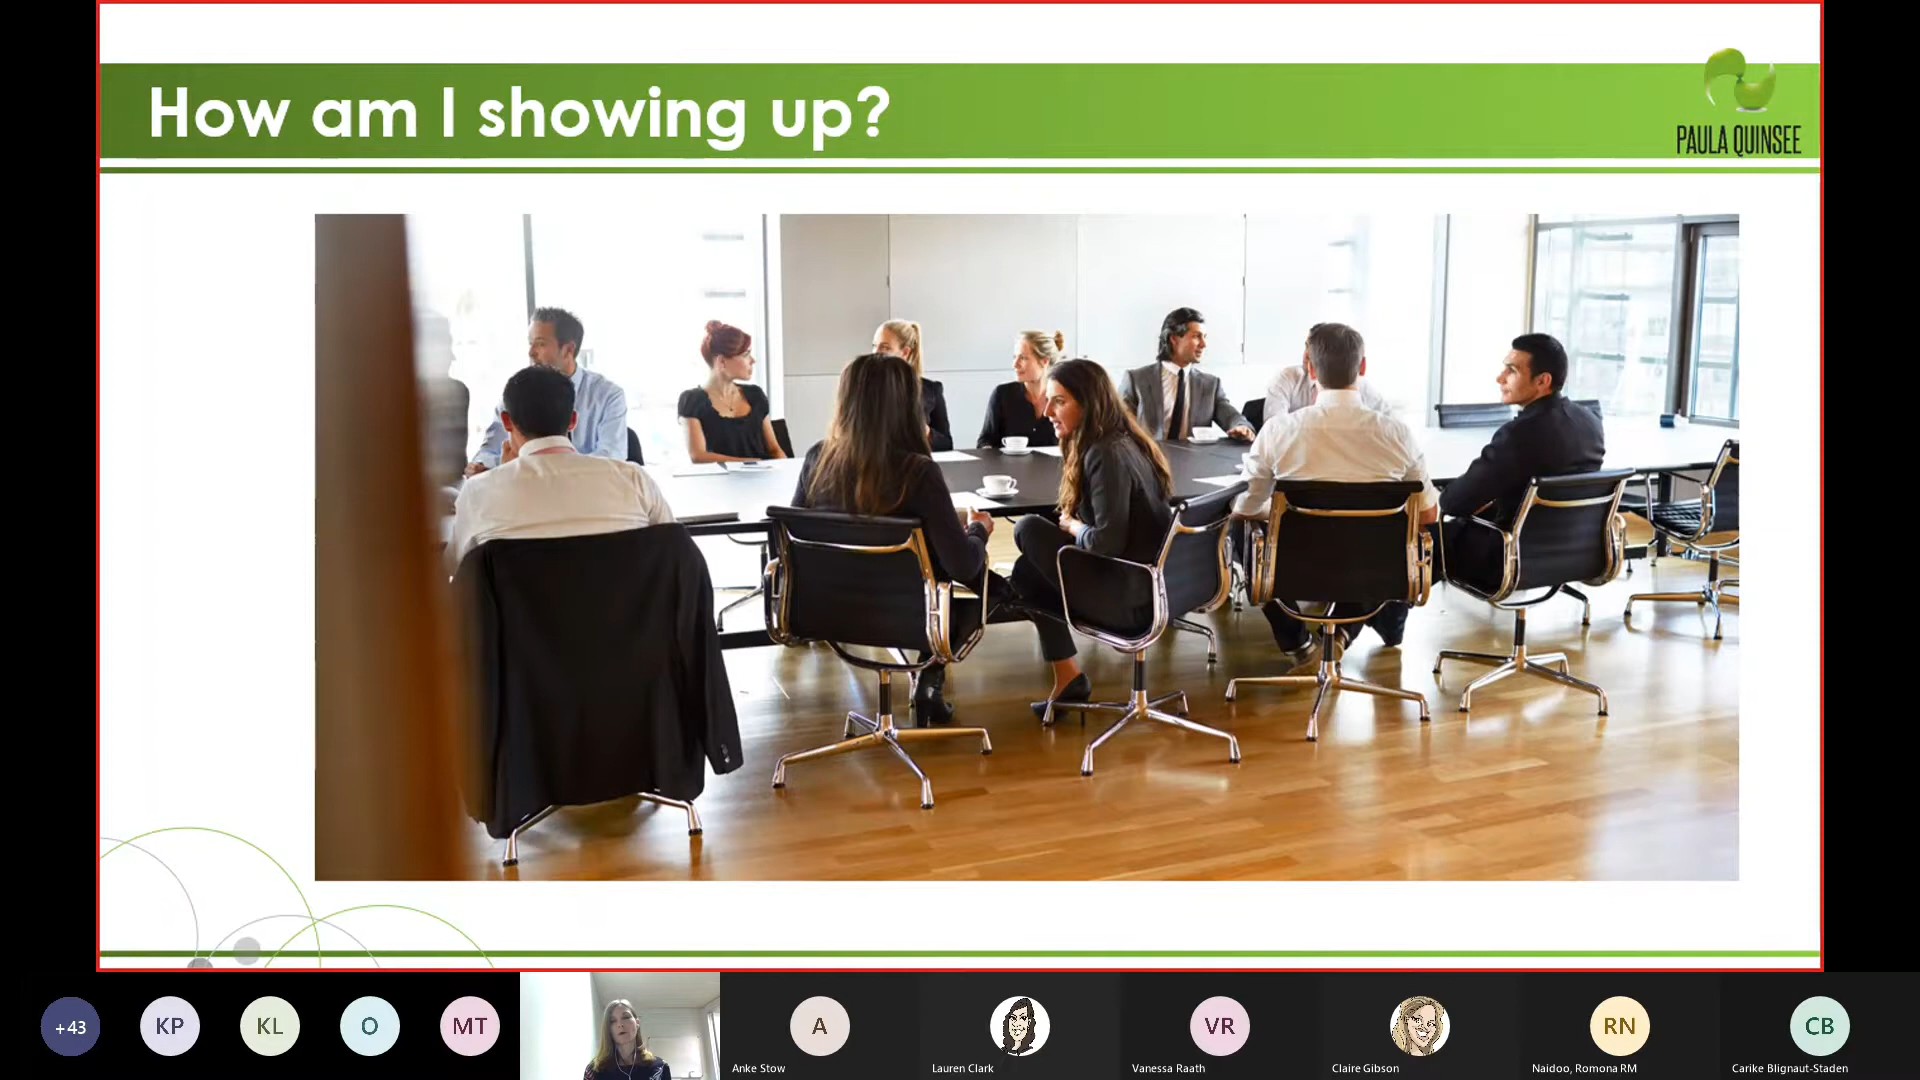 How am I showing up?
PAULA QUINSEE
+43
KP
KL
O
MT
A
VR
RN
CB
Anke Stow
Lauren Clark
Vanessa Raath
Claire Gibson
Naidoo, Romona RM
Carike Blignaut-Staden